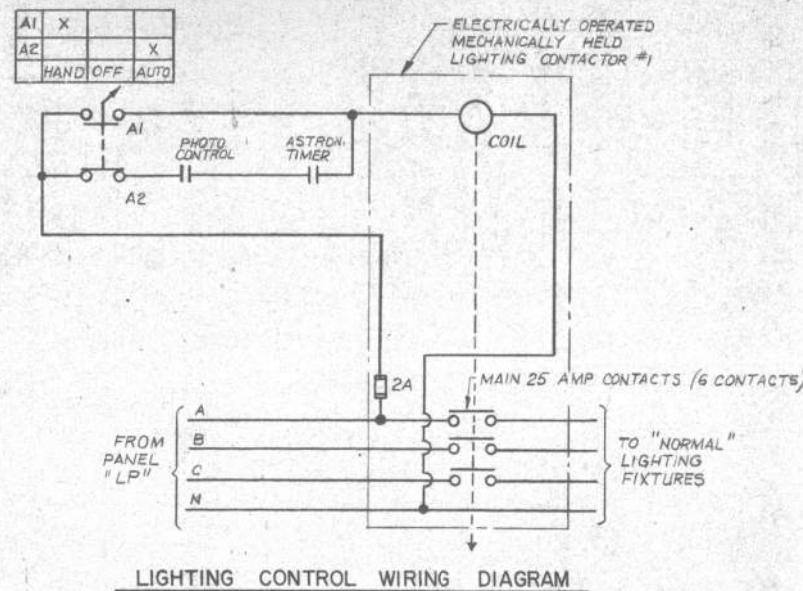 A1 X
A2 X
HAND OFF AUTO
ELECTRICALLY OPERATED
MECHANICALLY HELD
LIGHTING CONTACTOR #1
A1
PHOTO
CONTROL
ASTRON.
TIMER
COIL
A2
2A
MAIN 25 AMP CONTACTS (6 CONTACTS)
A
B
C
N
FROM
PANEL
"LP"
TO "NORMAL"
LIGHTING
FIXTURES
LIGHTING CONTROL WIRING DIAGRAM